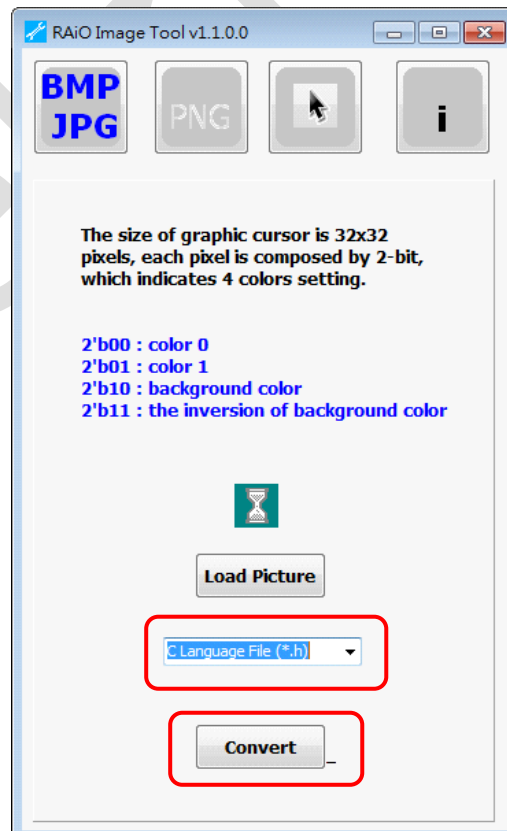 RAiO Image Tool v1.1.0.0
BMP
JPG
PNG
i
The size of graphic cursor is 32x32
pixels, each pixel is composed by 2-bit,
which indicates 4 colors setting.
2'b00 : color 0
2'b01 : color 1
2'b10 : background color
2'b11 : the inversion of background color
Load Picture
C Language File (*.h)
Convert
_